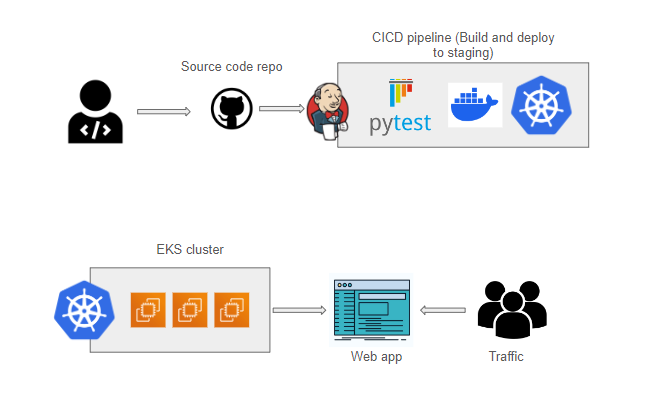 CICD pipeline (Build and deploy
to staging)
Source code repo
</>
pytest
EKS cluster
Web app
Traffic